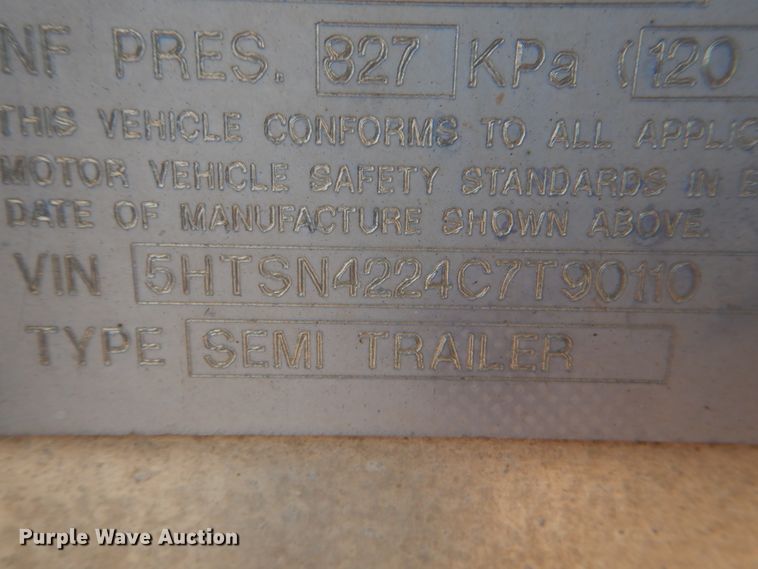 NF PRES. 827 KPa (120
THIS VEHICLE CONFORMS TO ALL APPLIC
MOTOR VEHICLE SAFETY STANDARDS IN E
DATE OF MANUFACTURE SHOWN ABOVE.
VIN 5HTSN4224C7T90110
TYPE SEMI TRAILER
Purple Wave Auction